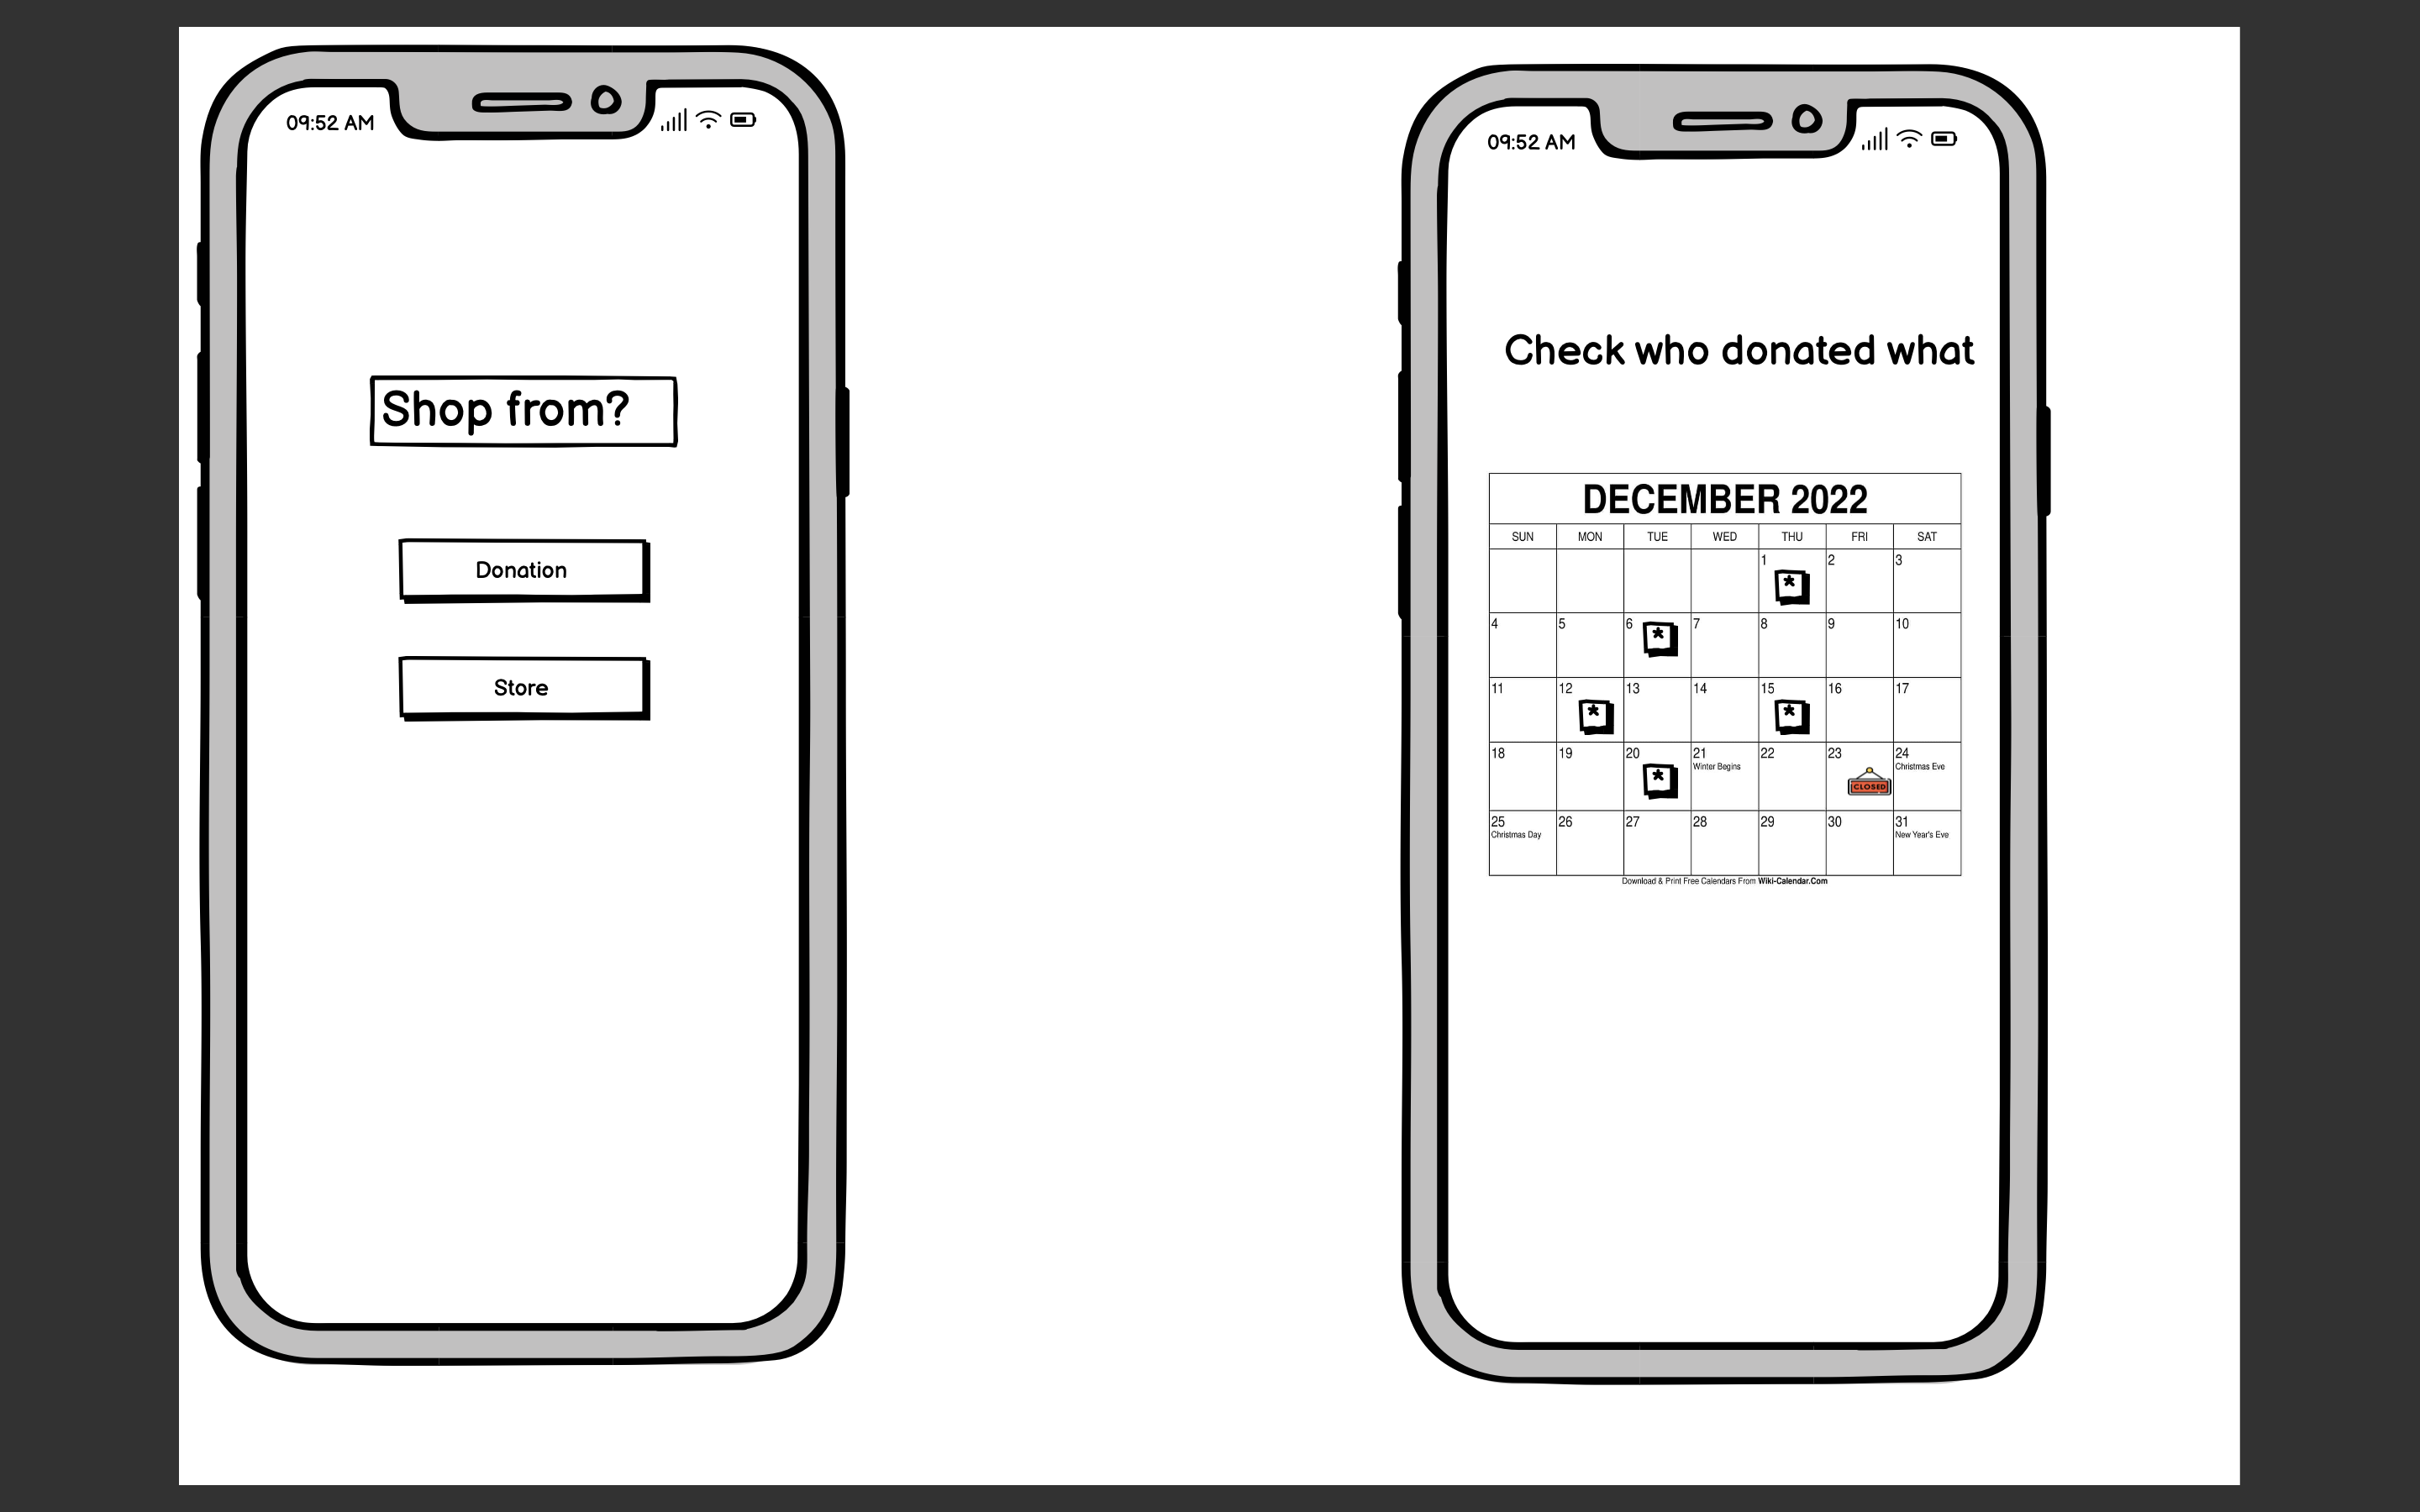 09:52 AM
Shop from?
Donation
Store
09:52 AM
Check who donated what
DECEMBER 2022
SUN MON TUE WED THU FRI SAT
1 2 3
*
4 5 6 7 8 9 10
*
11 12 13 14 15 16 17
* *
18 19 20 21 22 23 24
Winter Begins Christmas Eve
* CLOSED
25 26 27 28 29 30 31
Christmas Day New Year's Eve
Download & Print Free Calendars From Wiki-Calendar.Com